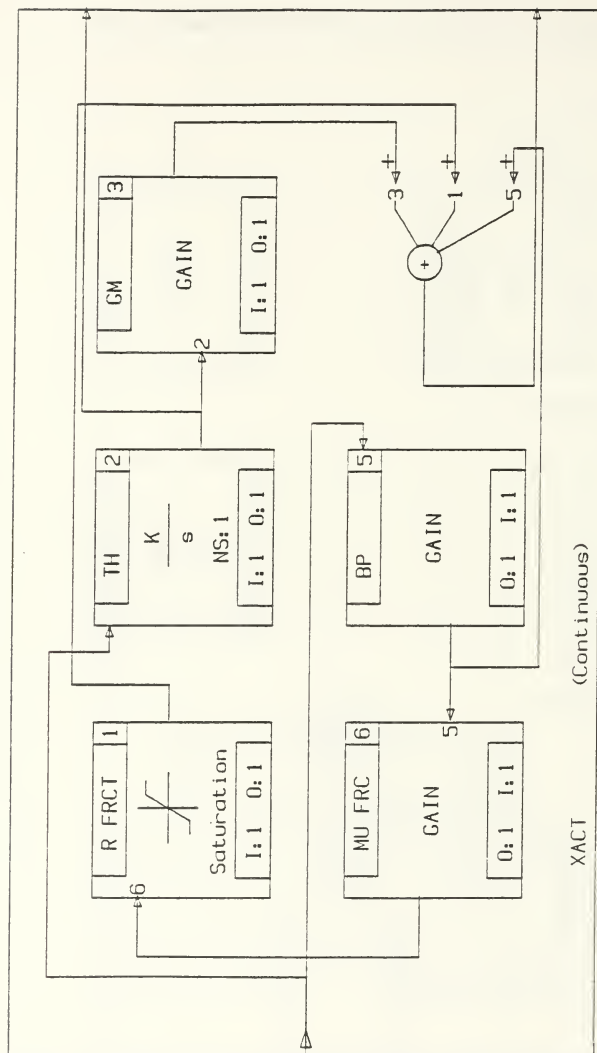 R FRCT 1
Saturation
I: 1 O: 1
6
TH 2
K
s
NS: 1
I: 1 O: 1
GM 3
GAIN
I: 1 O: 1
2
MU FRC 6
GAIN
O: 1 I: 1
5
BP 5
GAIN
O: 1 I: 1
+
3 +
1 +
5 +
XACT (Continuous)